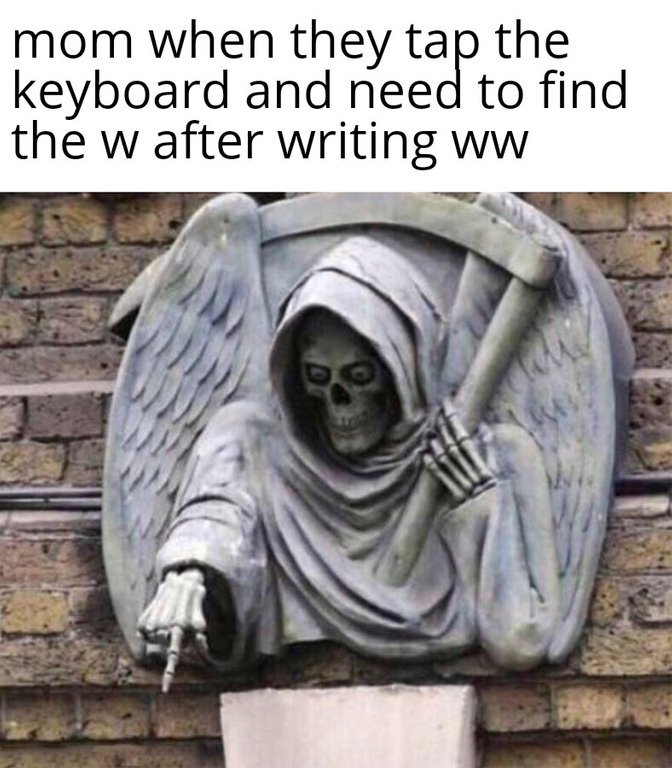 mom when they tap the
keyboard and need to find
the w after writing ww